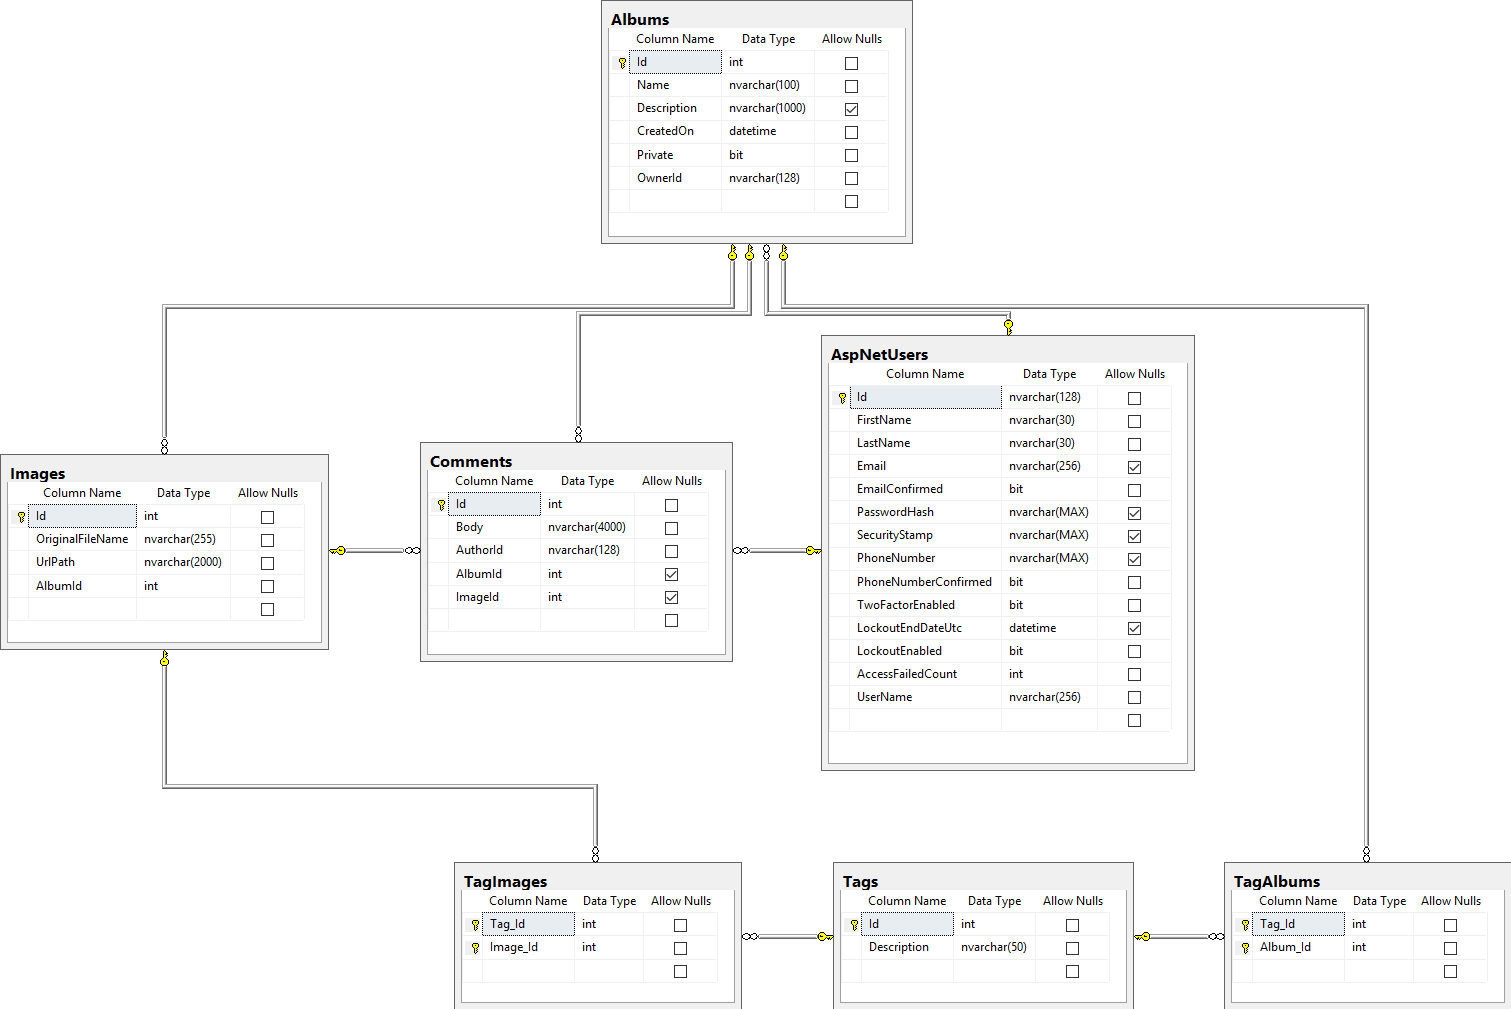 Albums
Column Name Data Type Allow Nulls
Id int
Name nvarchar(100)
Description nvarchar(1000)
CreatedOn datetime
Private bit
OwnerId nvarchar(128)
AspNetUsers
Column Name Data Type Allow Nulls
Id nvarchar(128)
FirstName nvarchar(30)
LastName nvarchar(30)
Email nvarchar(256)
EmailConfirmed bit
PasswordHash nvarchar(MAX)
SecurityStamp nvarchar(MAX)
PhoneNumber nvarchar(MAX)
PhoneNumberConfirmed bit
TwoFactorEnabled bit
LockoutEndDateUtc datetime
LockoutEnabled bit
AccessFailedCount int
UserName nvarchar(256)
Comments
Column Name Data Type Allow Nulls
Id int
Body nvarchar(4000)
AuthorId nvarchar(128)
AlbumId int
ImageId int
Images
Column Name Data Type Allow Nulls
Id int
OriginalFileName nvarchar(255)
UrlPath nvarchar(2000)
AlbumId int
TagImages
Column Name Data Type Allow Nulls
Tag_Id int
Image_Id int
Tags
Column Name Data Type Allow Nulls
Id int
Description nvarchar(50)
TagAlbums
Column Name Data Type Allow Nulls
Tag_Id int
Album_Id int